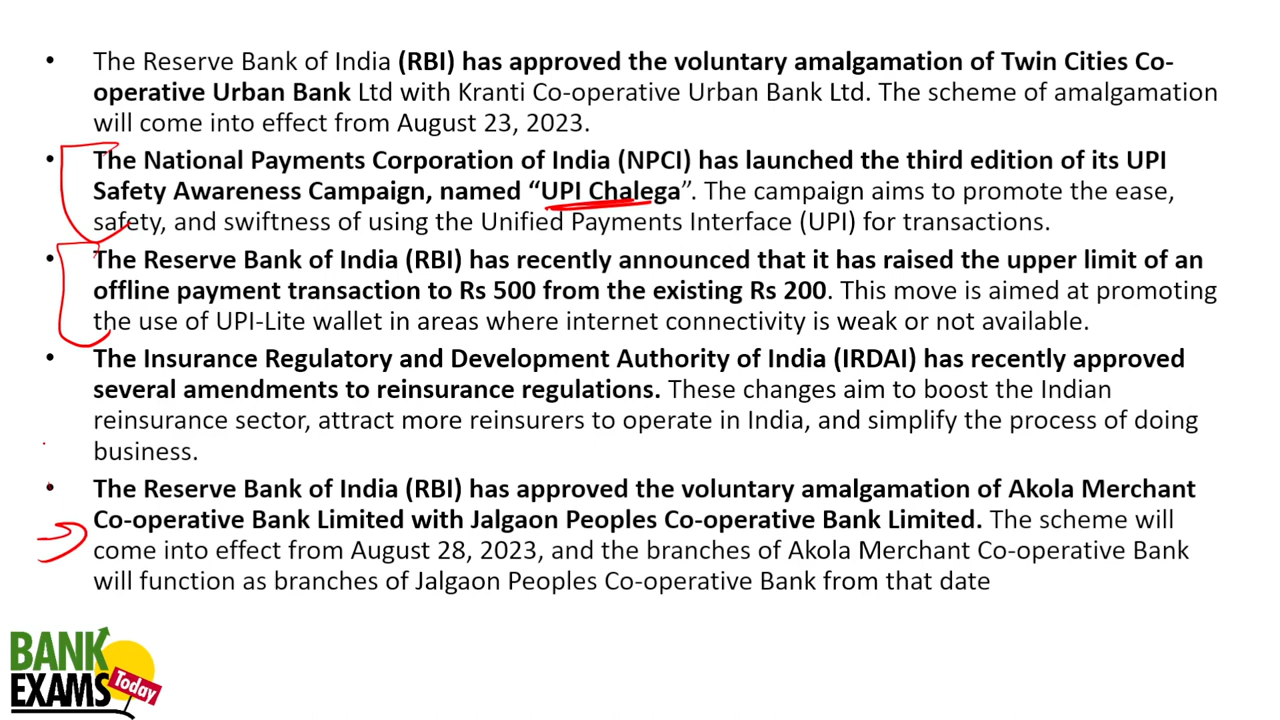 • The Reserve Bank of India (RBI) has approved the voluntary amalgamation of Twin Cities Co-
operative Urban Bank Ltd with Kranti Co-operative Urban Bank Ltd. The scheme of amalgamation
will come into effect from August 23, 2023.
• The National Payments Corporation of India (NPCI) has launched the third edition of its UPI
Safety Awareness Campaign, named “UPI Chalega”. The campaign aims to promote the ease,
safety, and swiftness of using the Unified Payments Interface (UPI) for transactions.
• The Reserve Bank of India (RBI) has recently announced that it has raised the upper limit of an
offline payment transaction to Rs 500 from the existing Rs 200. This move is aimed at promoting
the use of UPI-Lite wallet in areas where internet connectivity is weak or not available.
• The Insurance Regulatory and Development Authority of India (IRDAI) has recently approved
several amendments to reinsurance regulations. These changes aim to boost the Indian
reinsurance sector, attract more reinsurers to operate in India, and simplify the process of doing
business.
• The Reserve Bank of India (RBI) has approved the voluntary amalgamation of Akola Merchant
Co-operative Bank Limited with Jalgaon Peoples Co-operative Bank Limited. The scheme will
come into effect from August 28, 2023, and the branches of Akola Merchant Co-operative Bank
will function as branches of Jalgaon Peoples Co-operative Bank from that date
BANK
EXAMS Today